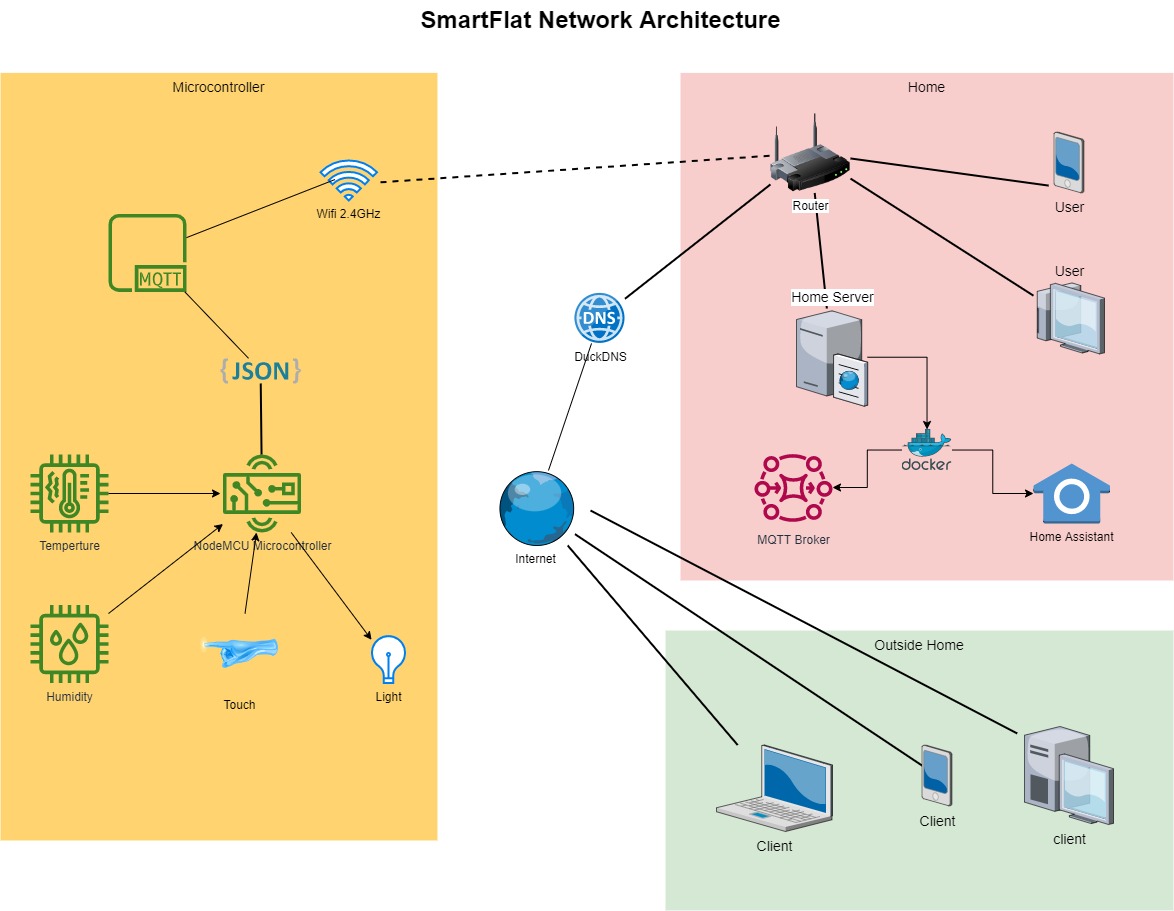 SmartFlat Network Architecture
Microcontroller
Home
Wifi 2.4GHz
MQTT
{JSON}
Temperture
NodeMCU Microcontroller
Humidity
Touch
Light
DNS
DuckDNS
Internet
Router
User
User
Home Server
docker
MQTT Broker
Home Assistant
Outside Home
Client
Client
client